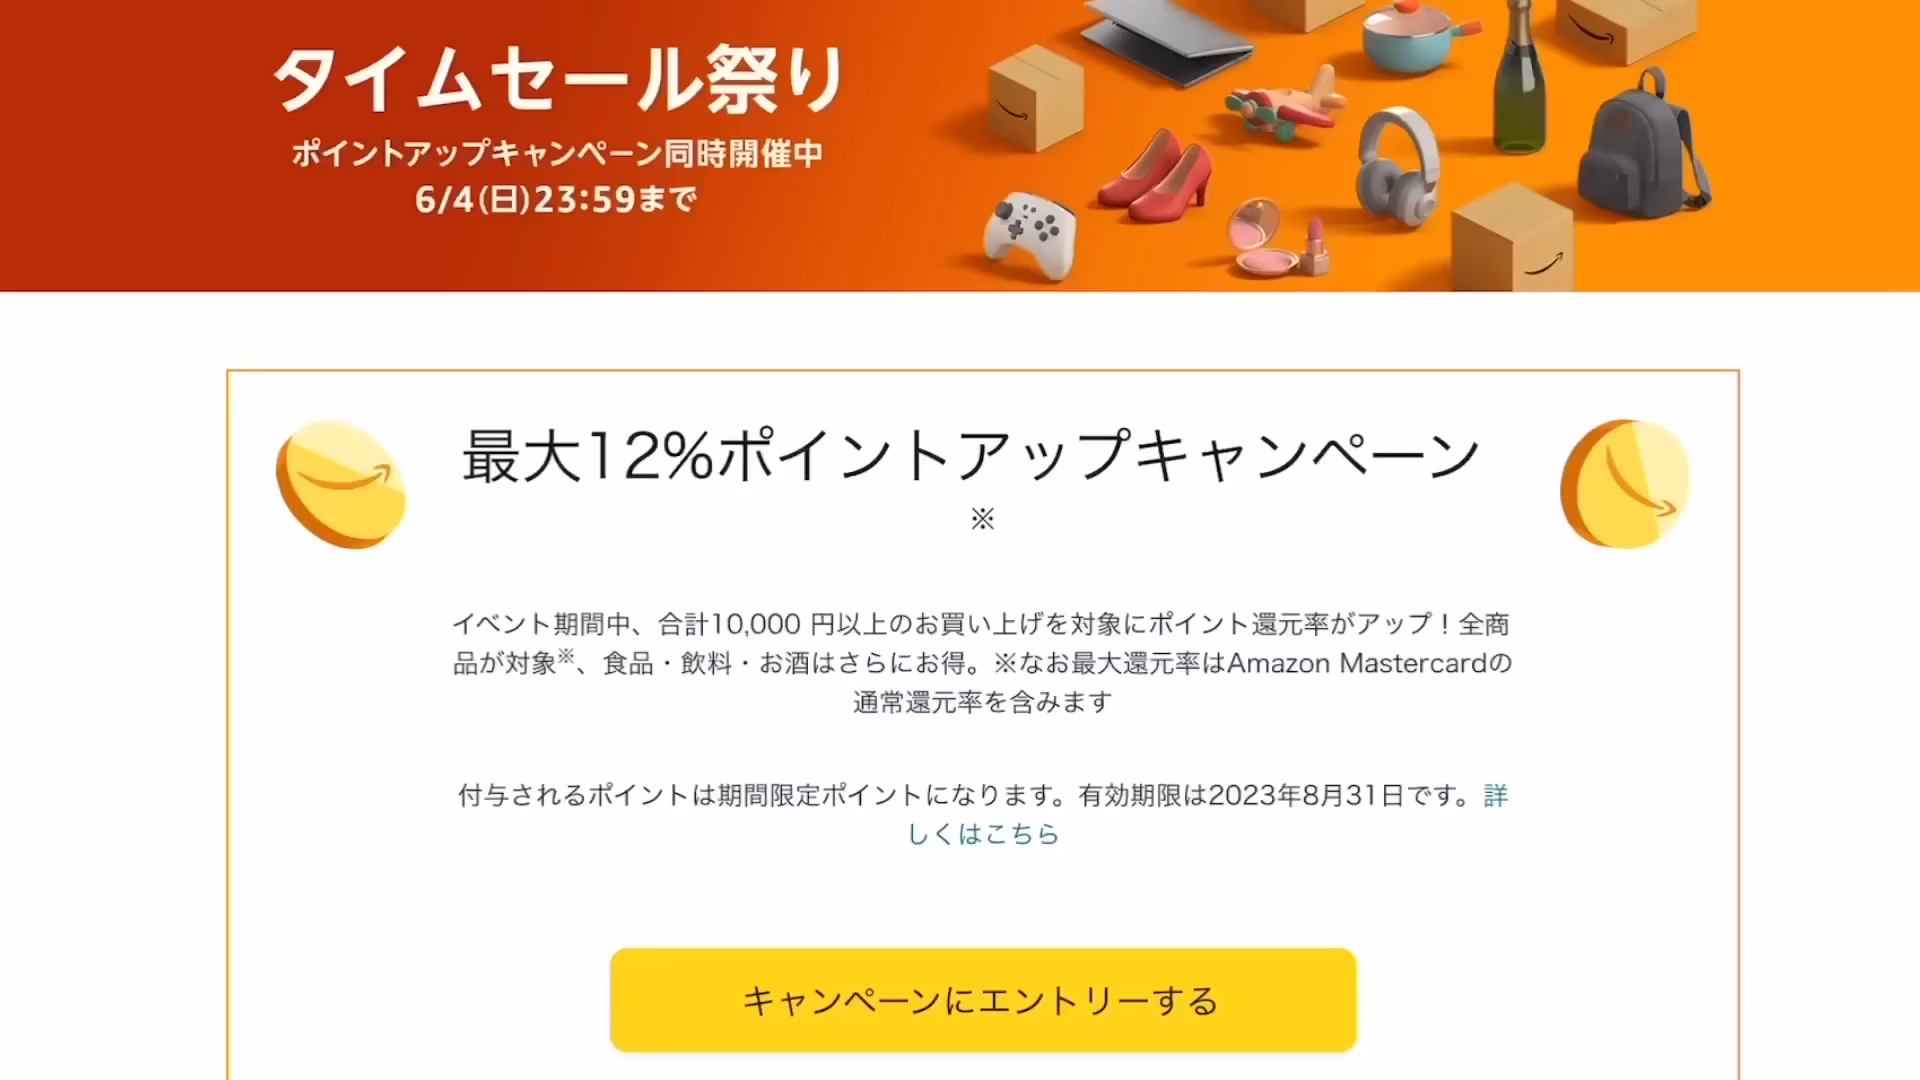 タイムセール祭り
ポイントアップキャンペーン同時開催中
6/4(日)23:59まで
最大12%ポイントアップキャンペーン
※
イベント期間中、合計10,000 円以上のお買い上げを対象にポイント還元率がアップ！全商
品が対象※、食品・飲料・お酒はさらにお得。※なお最大還元率はAmazon Mastercardの
通常還元率を含みます
付与されるポイントは期間限定ポイントになります。有効期限は2023年8月31日です。詳
しくはこちら
キャンペーンにエントリーする